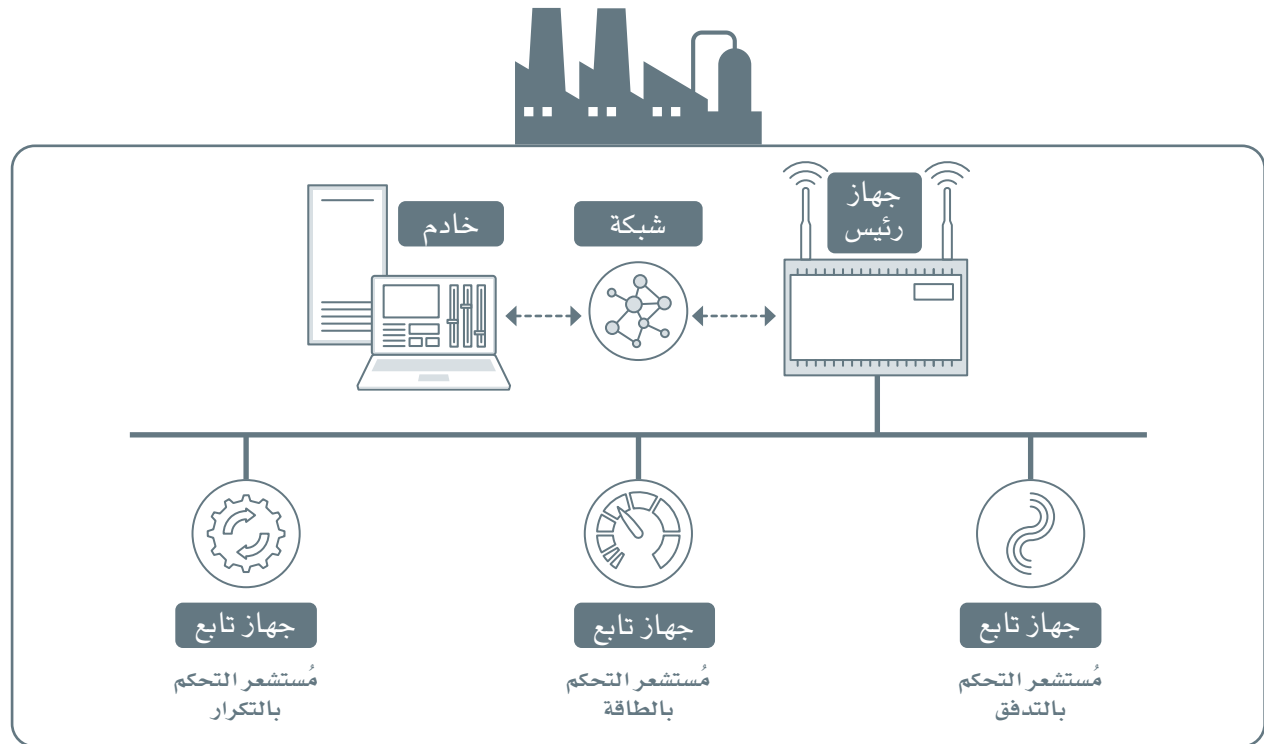 جهاز
رئيس
شبكة
خادم
جهاز تابع
مُستشعر التحكم
بالتدفق
جهاز تابع
مُستشعر التحكم
بالطاقة
جهاز تابع
مُستشعر التحكم
بالتكرار